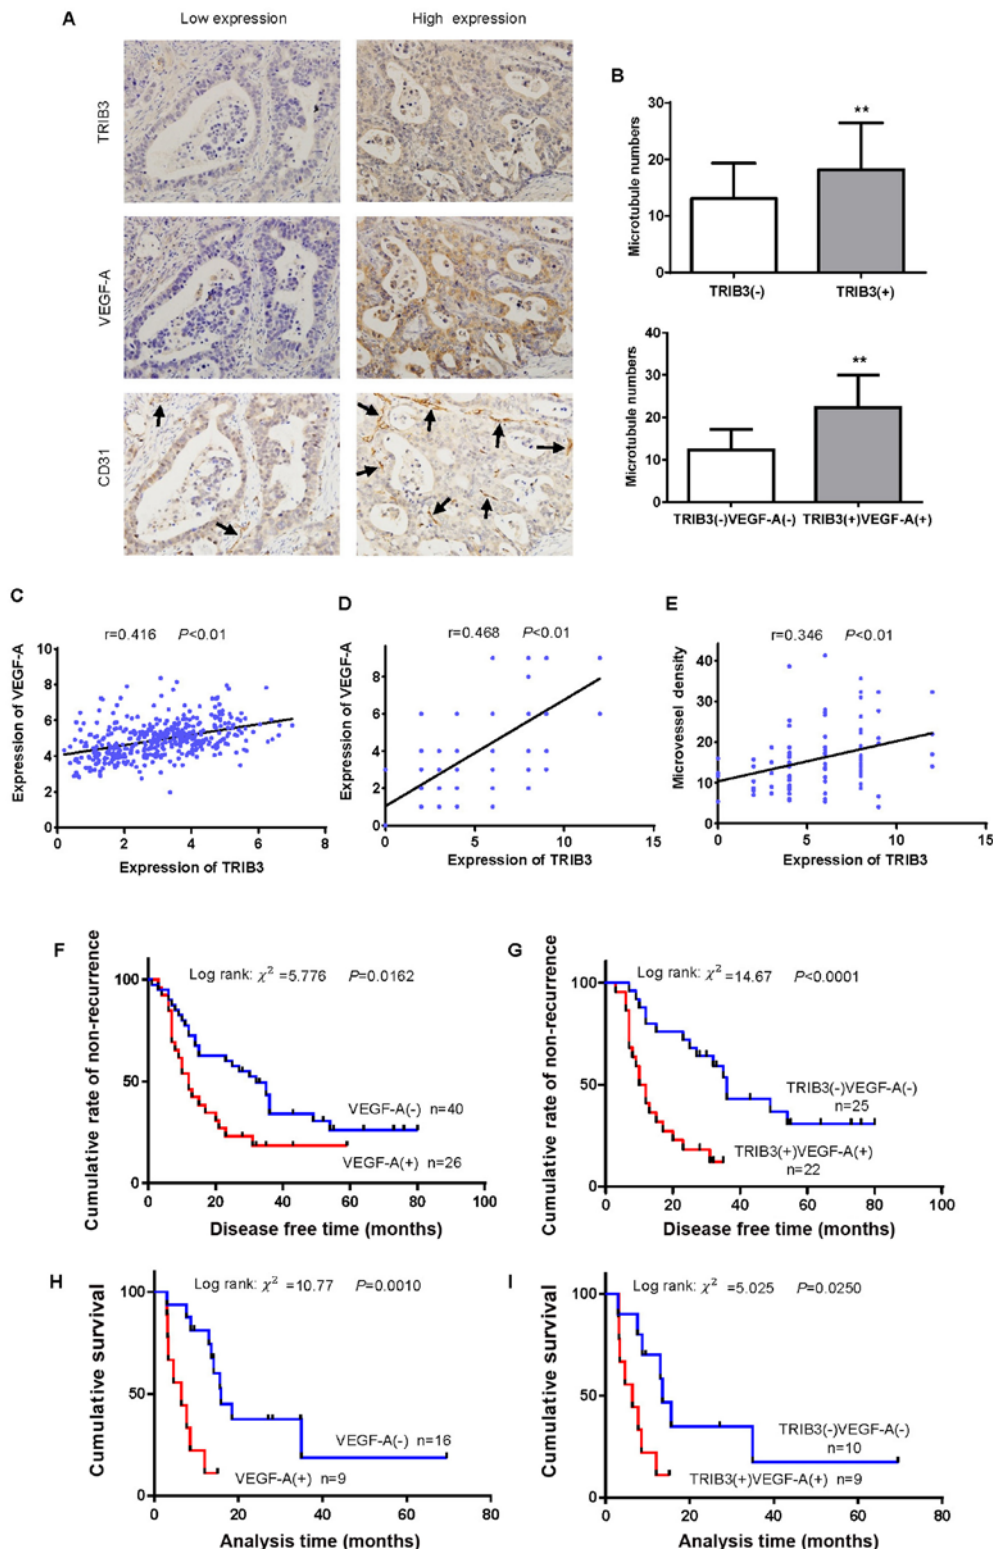 A
Low expression
High expression
TRIB3
VEGF-A
CD31
B
Microtubule numbers
30
20
10
0
**
TRIB3(-)
TRIB3(+)
Microtubule numbers
40
30
20
10
0
**
TRIB3(-)VEGF-A(-)
TRIB3(+)VEGF-A(+)
C
r=0.416 P<0.01
Expression of VEGF-A
10
8
6
4
2
0
0 2 4 6 8
Expression of TRIB3
D
r=0.468 P<0.01
Expression of VEGF-A
10
8
6
4
2
0
0 5 10 15
Expression of TRIB3
E
r=0.346 P<0.01
Microvessel density
40
30
20
10
0
0 5 10 15
Expression of TRIB3
F
Log rank: χ² =5.776 P=0.0162
Cumulative rate of non-recurrence
100
50
0
VEGF-A(-) n=40
VEGF-A(+) n=26
0 20 40 60 80 100
Disease free time (months)
G
Log rank: χ² =14.67 P<0.0001
Cumulative rate of non-recurrence
100
50
0
TRIB3(-)VEGF-A(-)
n=25
TRIB3(+)VEGF-A(+)
n=22
0 20 40 60 80 100
Disease free time (months)
H
Log rank: χ² =10.77 P=0.0010
Cumulative survival
100
50
0
VEGF-A(-) n=16
VEGF-A(+) n=9
0 20 40 60 80
Analysis time (months)
I
Log rank: χ² =5.025 P=0.0250
Cumulative survival
100
50
0
TRIB3(-)VEGF-A(-)
n=10
TRIB3(+)VEGF-A(+) n=9
0 20 40 60 80
Analysis time (months)